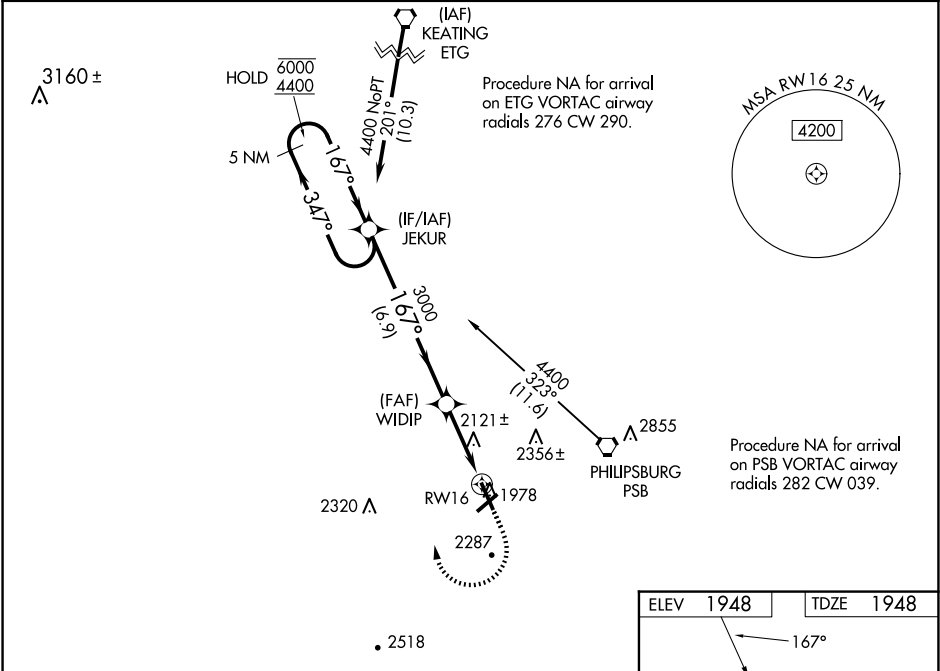 (IAF)
KEATING
ETG
3160 ±
HOLD
6000
4400
4400 NoPT
201°
(10.3)
Procedure NA for arrival
on ETG VORTAC airway
radials 276 CW 290.
MSA RW16 25 NM
4200
5 NM
167°
347°
(IF/IAF)
JEKUR
3000
167°
(6.9)
4400
323°
(11.6)
(FAF)
WIDIP
2121 ±
2356 ±
2855
PHILIPSBURG
PSB
Procedure NA for arrival
on PSB VORTAC airway
radials 282 CW 039.
RW16
1978
2320
2287
2518
ELEV 1948
TDZE 1948
167°